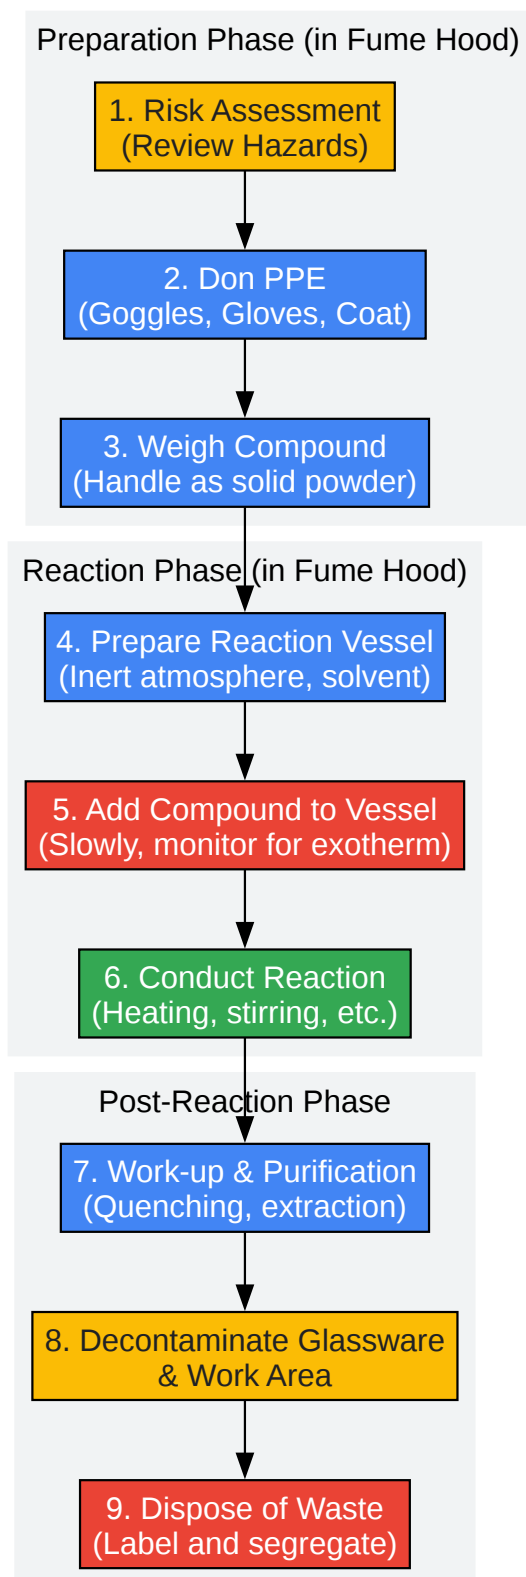 Preparation Phase (in Fume Hood)
1. Risk Assessment
(Review Hazards)
2. Don PPE
(Goggles, Gloves, Coat)
3. Weigh Compound
(Handle as solid powder)
Reaction Phase (in Fume Hood)
4. Prepare Reaction Vessel
(Inert atmosphere, solvent)
5. Add Compound to Vessel
(Slowly, monitor for exotherm)
6. Conduct Reaction
(Heating, stirring, etc.)
Post-Reaction Phase
7. Work-up & Purification
(Quenching, extraction)
8. Decontaminate Glassware
& Work Area
9. Dispose of Waste
(Label and segregate)